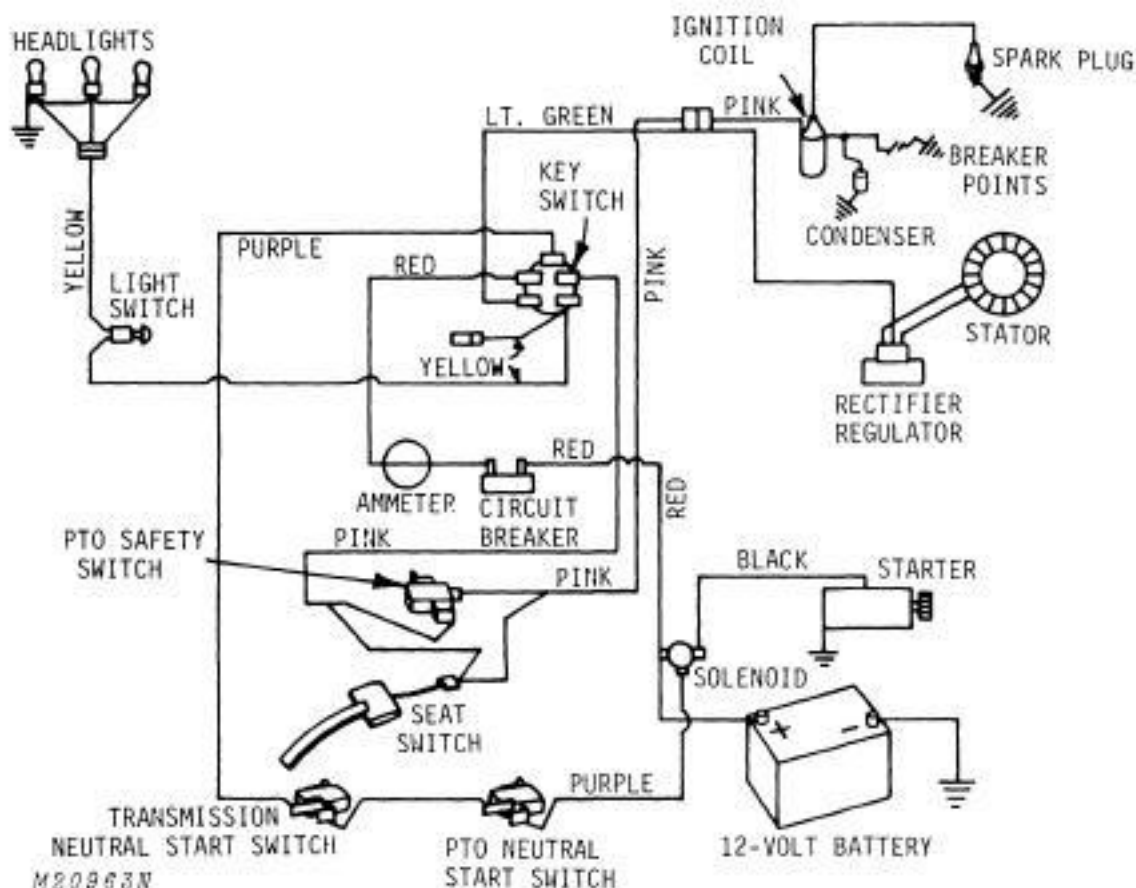 HEADLIGHTS
IGNITION
COIL
SPARK PLUG
LT. GREEN
PINK
BREAKER
POINTS
KEY
SWITCH
CONDENSER
YELLOW
PURPLE
RED
PINK
LIGHT
SWITCH
STATOR
YELLOW
RECTIFIER
REGULATOR
RED
RED
AMMETER
CIRCUIT
BREAKER
PTO SAFETY
SWITCH
PINK
PINK
BLACK
STARTER
SOLENOID
SEAT
SWITCH
+
-
PURPLE
TRANSMISSION
NEUTRAL START SWITCH
PTO NEUTRAL
START SWITCH
12-VOLT BATTERY
M20963N